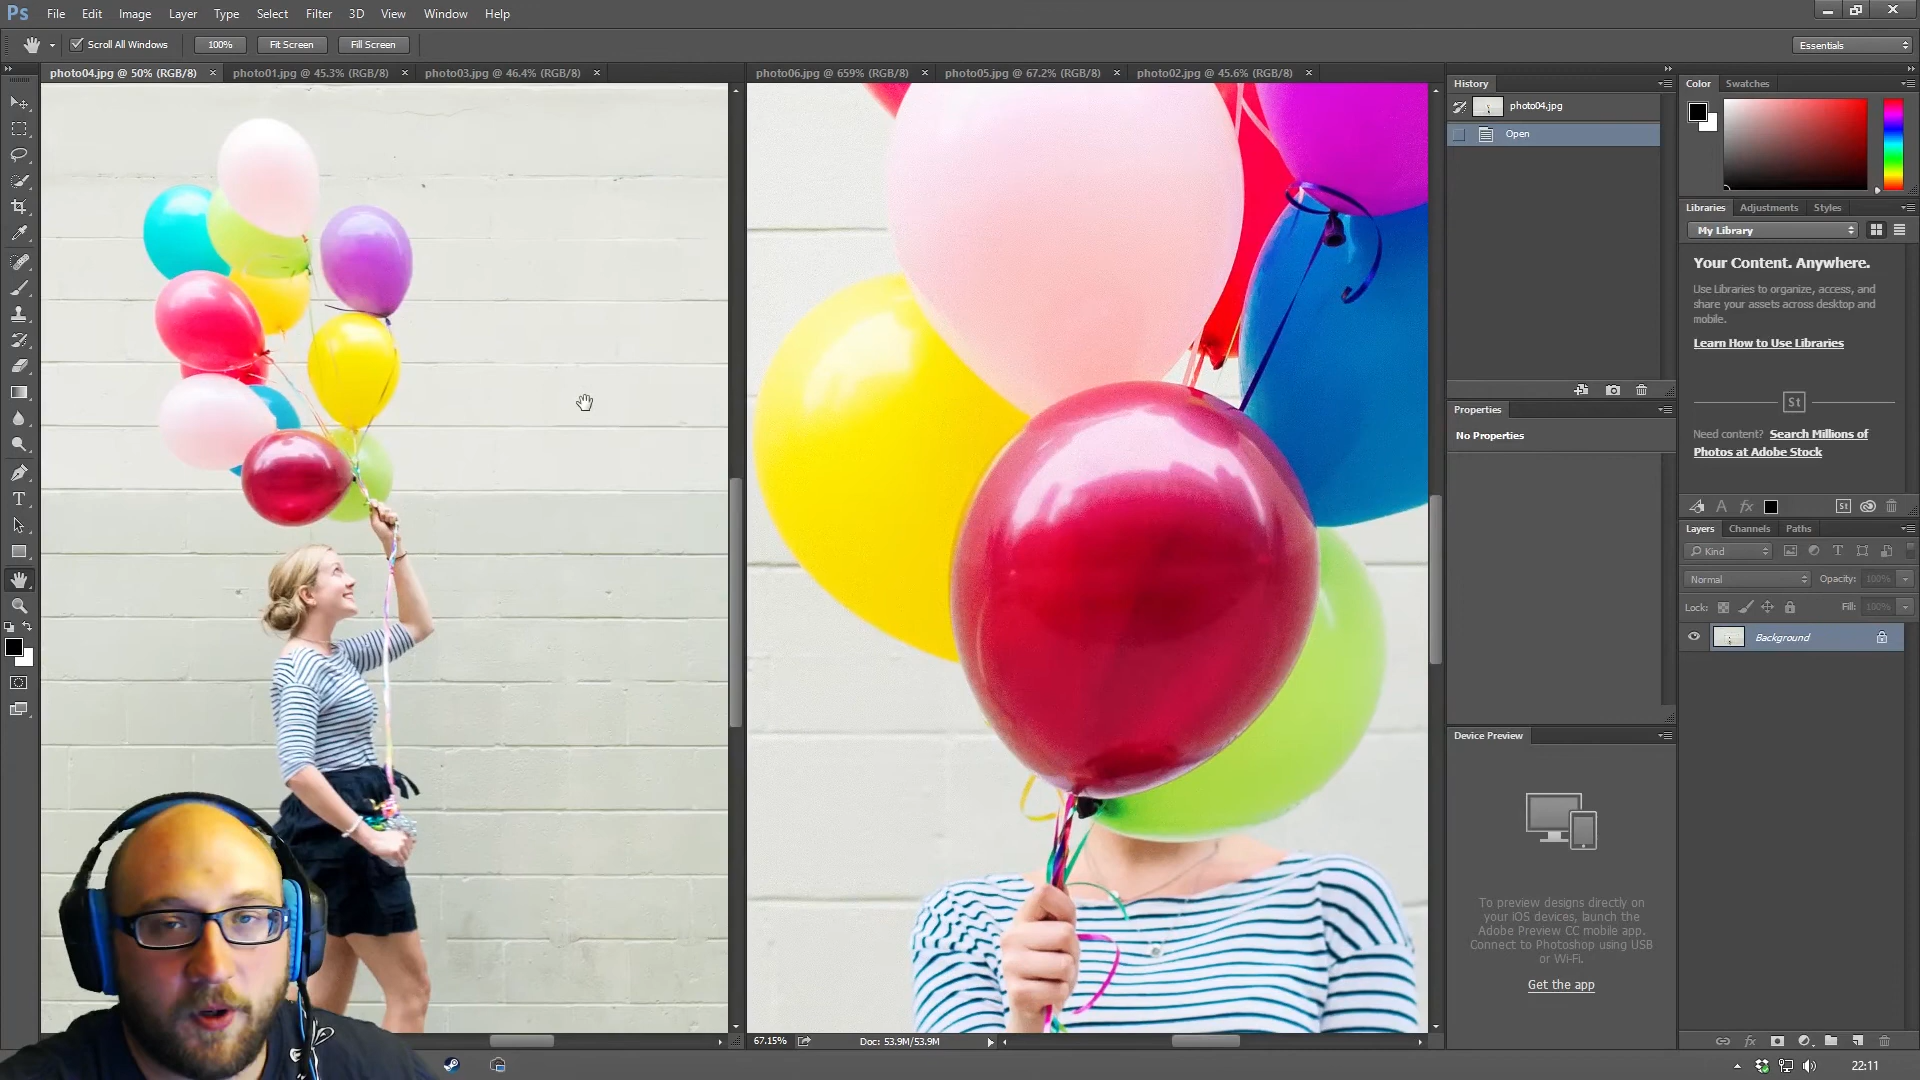 Ps File Edit Image Layer Type Select Filter 3D View Window Help
Scroll All Windows 100% Fit Screen Fill Screen Essentials
photo04.jpg @ 50% (RGB/8) × photo01.jpg @ 45.3% (RGB/8) × photo03.jpg @ 46.4% (RGB/8) ×
photo06.jpg @ 659% (RGB/8) × photo05.jpg @ 67.2% (RGB/8) × photo02.jpg @ 45.6% (RGB/8) ×
History
photo04.jpg
Open
Properties
No Properties
Device Preview
To preview designs directly on
your iOS devices, launch the
Adobe Preview CC mobile app.
Connect to Photoshop using USB
or Wi-Fi.
Get the app
Color Swatches
Libraries Adjustments Styles
My Library
Your Content. Anywhere.
Use Libraries to organize, access, and
share your assets across desktop and
mobile.
Learn How to Use Libraries
St
Need content? Search Millions of
Photos at Adobe Stock
A fx St
Layers Channels Paths
Kind T
Normal Opacity: 100%
Lock: Fill: 100%
Background
fx
67.15% Doc: 53.9M/53.9M
22:11